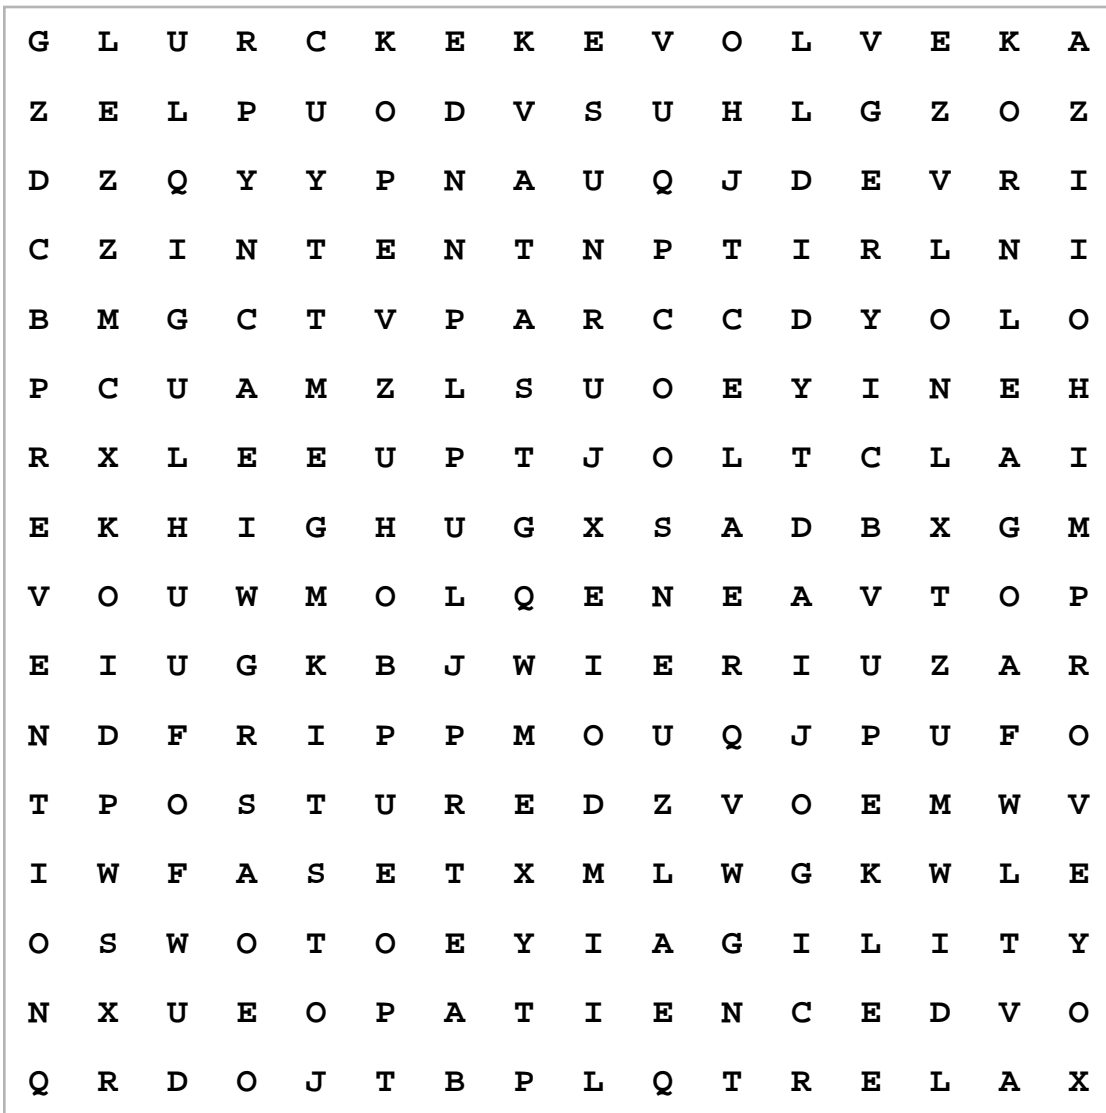 G L U R C K E K E V O L V E K A
Z E L P U O D V S U H L G Z O Z
D Z Q Y Y P N A U Q J D E V R I
C Z I N T E N T N P T I R L N I
B M G C T V P A R C C D Y O L O
P C U A M Z L S U O E Y I N E H
R X L E E U P T J O L T C L A I
E K H I G H U G X S A D B X G M
V O U W M O L Q E N E A V T O P
E I U G K B J W I E R I U Z A R
N D F R I P P M O U Q J P U F O
T P O S T U R E D Z V O E M W V
I W F A S E T X M L W G K W L E
O S W O T O E Y I A G I L I T Y
N X U E O P A T I E N C E D V O
Q R D O J T B P L Q T R E L A X